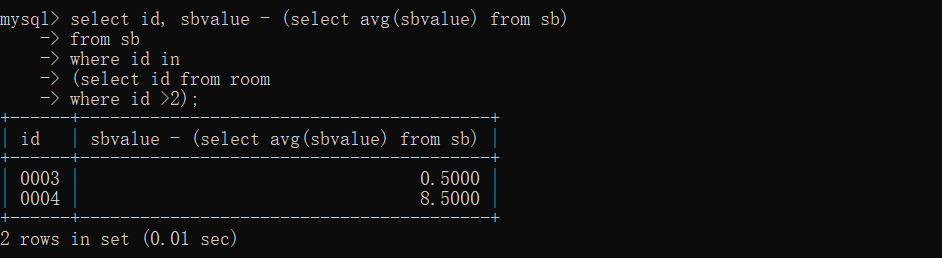 mysql> select id, sbvalue - (select avg(sbvalue) from sb)
    -> from sb
    -> where id in
    -> (select id from room
    -> where id >2);
+------+-----------------------------------------+
| id   | sbvalue - (select avg(sbvalue) from sb) |
+------+-----------------------------------------+
| 0003 |                                  0.5000 |
| 0004 |                                  8.5000 |
+------+-----------------------------------------+
2 rows in set (0.01 sec)